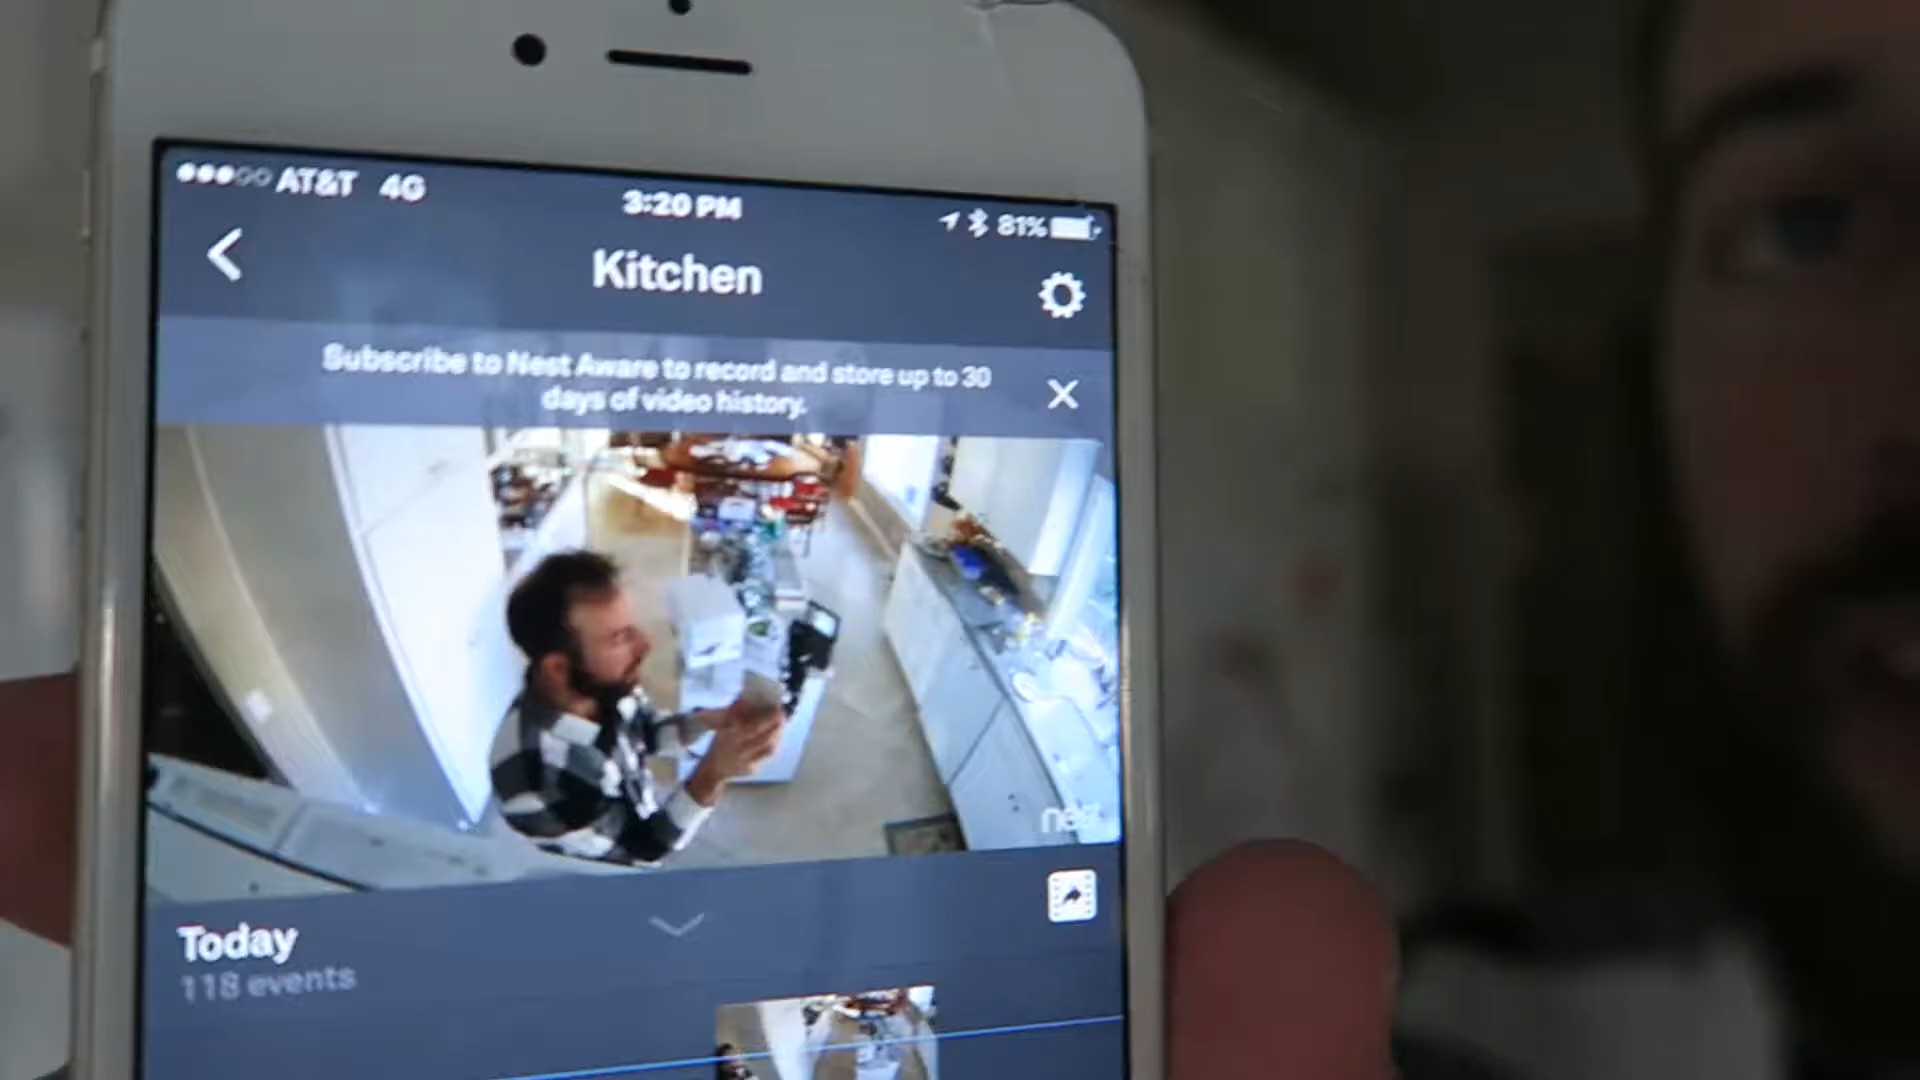 AT&T 4G
3:20 PM
81%
Kitchen
Subscribe to Nest Aware to record and store up to 30
days of video history.
nest
Today
118 events